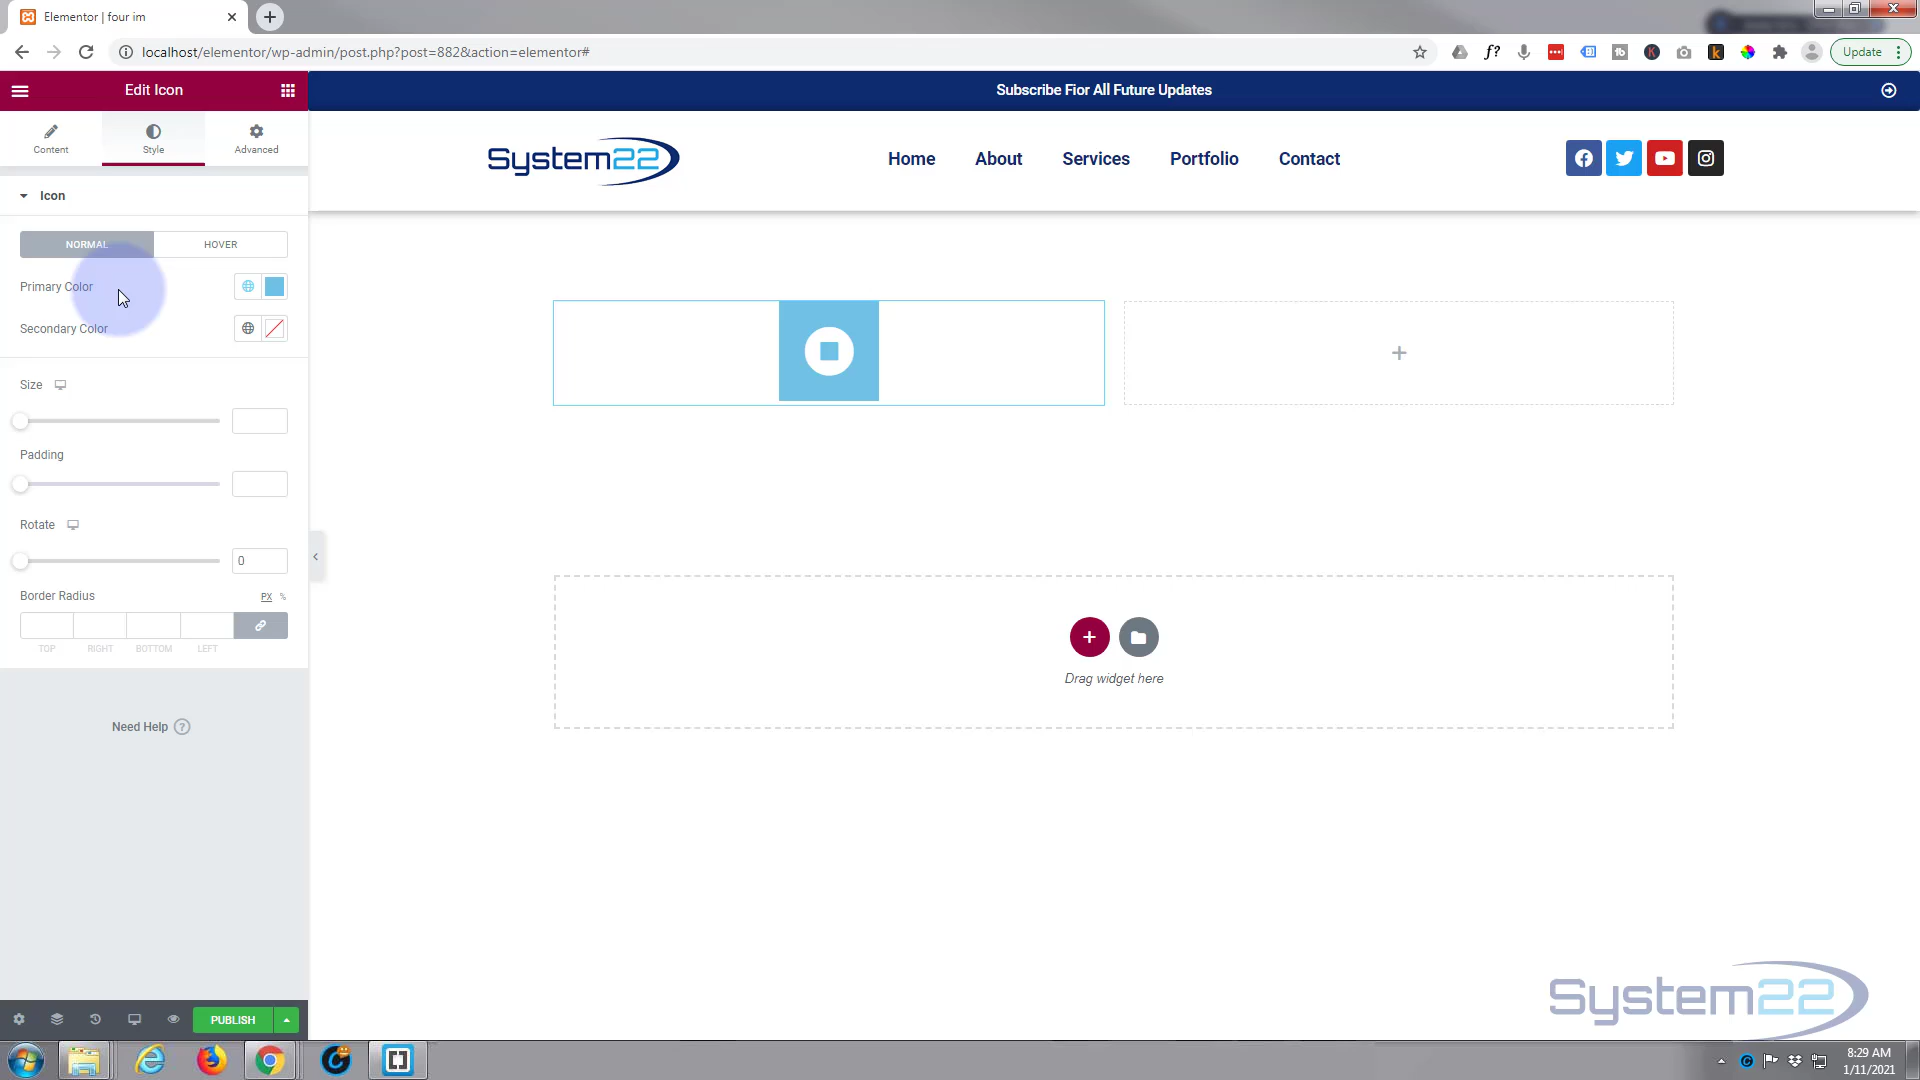 Elementor | four im
localhost/elementor/wp-admin/post.php?post=882&action=elementor#
Update
Edit Icon
Subscribe Fior All Future Updates
Content
Style
Advanced
System22
Home
About
Services
Portfolio
Contact
Icon
NORMAL
HOVER
Primary Color
Secondary Color
Size
Padding
Rotate
0
Border Radius
PX
%
TOP
RIGHT
BOTTOM
LEFT
Need Help
Drag widget here
System22
PUBLISH
8:29 AM
1/11/2021